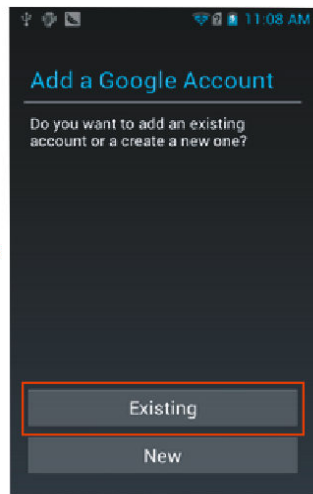 11:08 AM
Add a Google Account
Do you want to add an existing
account or a create a new one?
Existing
New